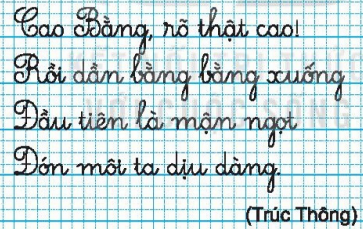 Cao Bằng, rõ thật cao!
Rồi dần bằng bằng xuống
Đầu tiên là mận ngọt
Đón môi ta dịu dàng.
(Trúc Thông)